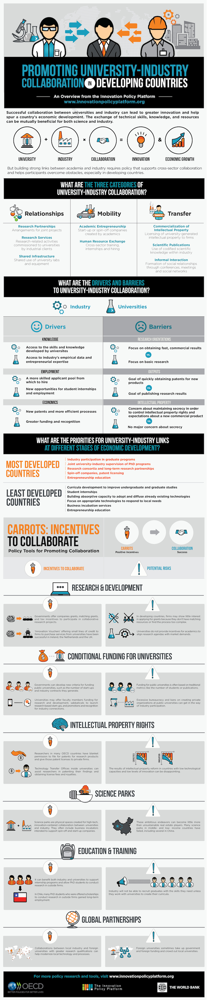 PROMOTING UNIVERSITY-INDUSTRY
COLLABORATION IN DEVELOPING COUNTRIES
An Overview from the Innovation Policy Platform
www.innovationpolicyplatform.org
Successful collaboration between universities and industry can lead to greater innovation and help
spur a country's economic development. The exchange of technical skills, knowledge, and resources
can be mutually beneficial for both science and industry.
+ × = &
UNIVERSITY INDUSTRY COLLABORATION INNOVATION ECONOMIC GROWTH
But building strong links between academia and industry requires policy that supports cross-sector collaboration
and helps participants overcome obstacles, especially in developing countries.
WHAT ARE THE THREE CATEGORIES OF
UNIVERSITY-INDUSTRY COLLABORATION?
Relationships
Research Partnerships
Arrangements for joint projects
Research Services
Research-related activities
commissioned to universities
by industrial clients
Shared Infrastructure
Shared use of university labs
and equipment
Mobility
Academic Entrepreneurship
Start-up or spin-off companies
created by academics
Human Resource Exchange
Cross-sector training,
internships and hiring
TRANSFER
Transfer
Commercialization of
Intellectual Property
Licensing of university-generated
intellectual property to firms
Scientific Publications
Use of codified scientific
knowledge within industry
Informal Interaction
Formation of social relationships
through conferences, meetings
and social networks
WHAT ARE THE DRIVERS AND BARRIERS
TO UNIVERSITY-INDUSTRY COLLABORATION?
Industry Universities
Drivers
KNOWLEDGE
Access to the skills and knowledge
developed by universites
Access to industry's empirical data and
entrepreneurial expertise
EMPLOYMENT
A more skilled applicant pool from
which to hire
New opportunities for student internships
and employment
ECONOMICS
New patents and more efficient processes
Greater funding and recognition
Barriers
RESEARCH ORIENTATIONS
Focus on obtaining fast, commercial results
vs.
Focus on basic research
OUTPUTS
Goal of quickly obtaining patents for new
products
vs.
Goal of publishing research results
INTELLECTUAL PROPERTY
Concern about maintaining secrecy in order
to control intellectual property rights and
expectations about a new commercial product
vs.
No major concern about secrecy
WHAT ARE THE PRIORITIES FOR UNIVERSITY-INDUSTRY LINKS
AT DIFFERENT STAGES OF ECONOMIC DEVELOPMENT?
MOST DEVELOPED
COUNTRIES
Industry participation in graduate programs
Joint university-industry supervision of PhD programs
Research consortia and long-term research partnerships
Spin-off companies, patent licensing
Entrepreneurship education
LEAST DEVELOPED
COUNTRIES
Curricula development to improve undergraduate and graduate studies
Student internships
Building absorptive capacity to adopt and diffuse already existing technologies
Focus on appropriate technologies to respond to local needs
Business incubation services
Entrepreneurship education
CARROTS: INCENTIVES
TO COLLABORATE
Policy Tools for Promoting Collaboration
CARROTS
Positive Incentives
COLLABORATION
Success
INCENTIVES TO COLLABORATE
POTENTIAL RISKS
RESEARCH & DEVELOPMENT
Governments offer companies grants, matching grants,
and tax incentives to participate in collaborative
research projects.
'Innovation Vouchers' offering small lines of credit to
firms to purchase services from universities have been
successful in Ireland, the Netherlands and the UK.
In developing countries, firms may show little interest
in applying for grants because they don't have matching
resources or find the process too complex.
Universities do not provide incentives for academics to
align research agendas with market demands.
$
CONDITIONAL FUNDING FOR UNIVERSITIES
Governments can develop new criteria for funding
public universities, such as the number of start-ups
and industry contracts they generate.
Universities may offer faculty members funding for
research and development, sabbaticals to launch
research-based start-ups, and promotions and recognition
for industry connections.
Funding for public universities is often based on traditional
metrics like the number of students or publications.
Excessive bureaucracy and bans on creating private
organizations at public universities can get in the way
of industry participation.
INTELLECTUAL PROPERTY RIGHTS
R
Researchers in many OECD countries have blanket
permission to file for patents for research products
and give those patent licenses to private firms.
R
Technology Transfer Offices inside universities can
assist researchers in patenting their findings and
obtaining license fees and royalties.
CAPACITIES
INNOVATION
The results of intellectual property reform in countries with low technological
capacities and low levels of innovation can be disappointing.
SCIENCE PARKS
+
Science parks are physical spaces created for high-tech,
innovation-centered collaboration between universities
and industry. They often include business incubators
intended to support spin-off and start-up companies.
These ambitious endeavors can become little more
than unsustainable real estate players. Many science
parks in middle- and low- income countries have
failed, including several in China.
EDUCATION & TRAINING
It can benefit both industry and universities to support
internship programs and allow PhD students to conduct
research in outside firms.
In Chile, many PhD students who were offered scholarships
to conduct research in outside firms gained long-term
employment.
Industry will not be able to recruit graduates with the skills they need unless
they work with universities to create their curricula.
GLOBAL PARTNERSHIPS
Collaborations between local industry and foreign
universities with greater research qualifications can
help modernize local technology and processes.
Foreign universities sometimes take up government
and foreign funding and crowd out local universities.
For more policy research and tools, visit www.innovationpolicyplatform.org
OECD
BETTER POLICIES FOR BETTER LIVES
The Innovation
Policy Platform
THE WORLD BANK